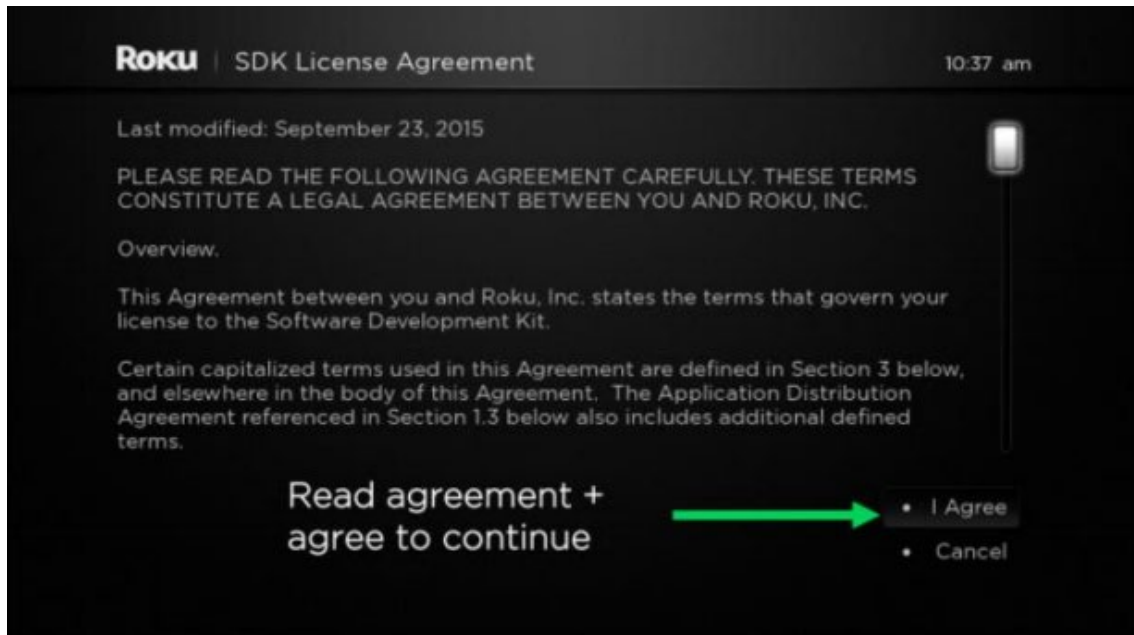 Roku | SDK License Agreement
10:37 am
Last modified: September 23, 2015
PLEASE READ THE FOLLOWING AGREEMENT CAREFULLY. THESE TERMS
CONSTITUTE A LEGAL AGREEMENT BETWEEN YOU AND ROKU, INC.
Overview.
This Agreement between you and Roku, Inc. states the terms that govern your
license to the Software Development Kit.
Certain capitalized terms used in this Agreement are defined in Section 3 below,
and elsewhere in the body of this Agreement. The Application Distribution
Agreement referenced in Section 1.3 below also includes additional defined
terms.
Read agreement +
agree to continue
• I Agree
• Cancel